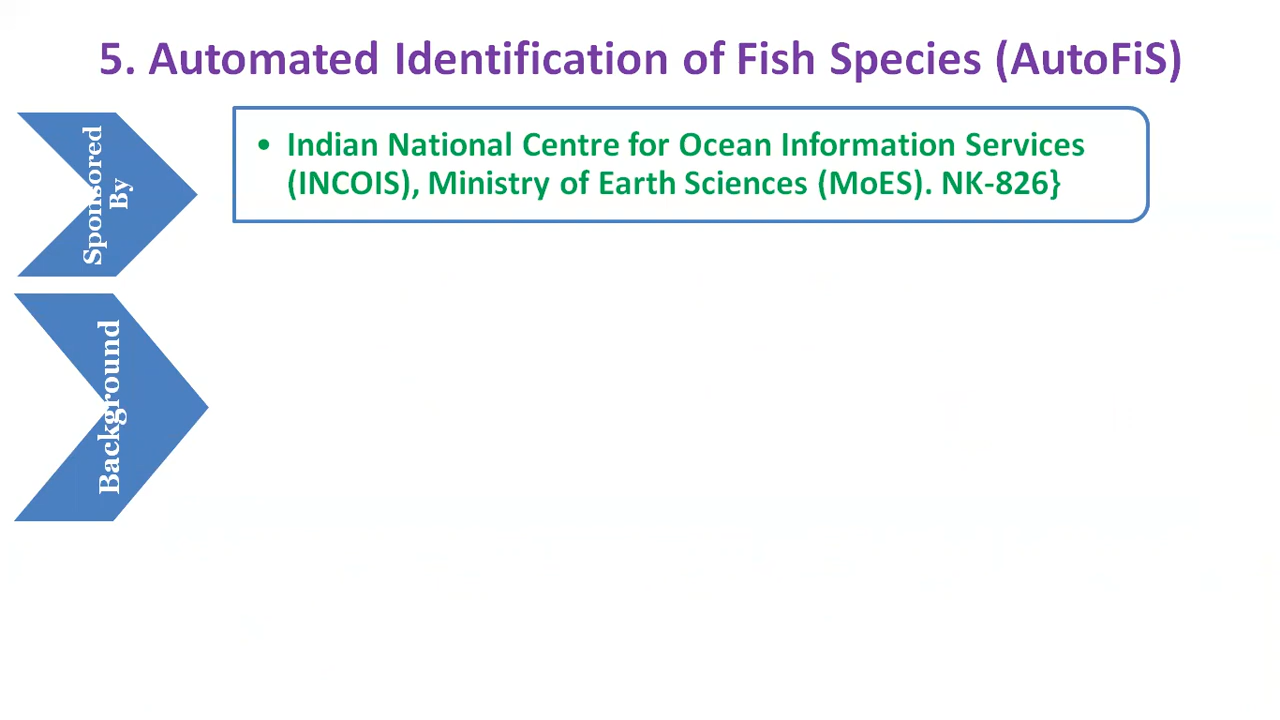 5. Automated Identification of Fish Species (AutoFiS)
Sponsored
By
• Indian National Centre for Ocean Information Services
(INCOIS), Ministry of Earth Sciences (MoES). NK-826}
Background